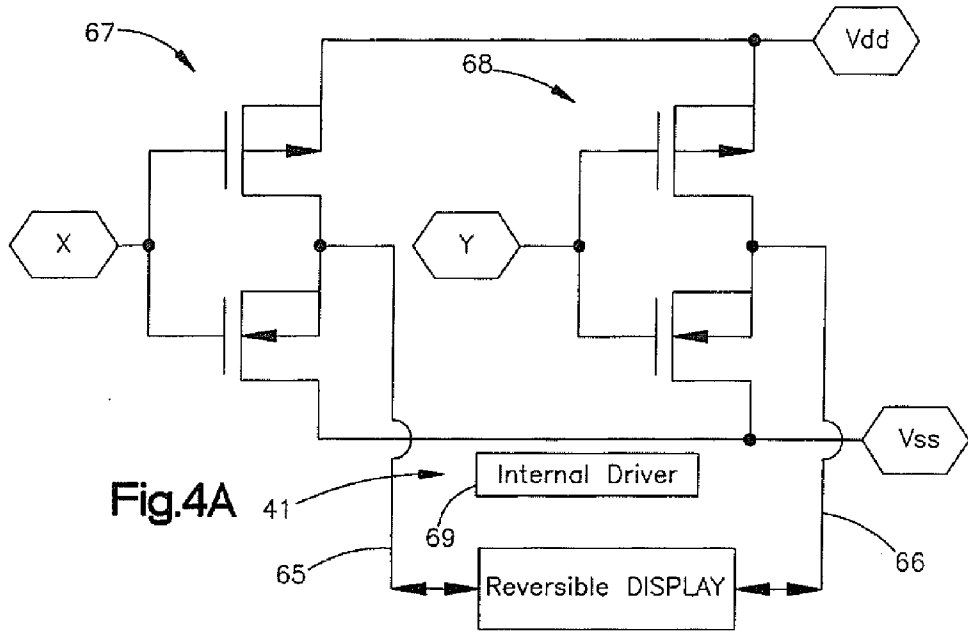 67
68
Vdd
X
Y
Vss
Internal Driver
Fig.4A
41
69
65
66
Reversible DISPLAY